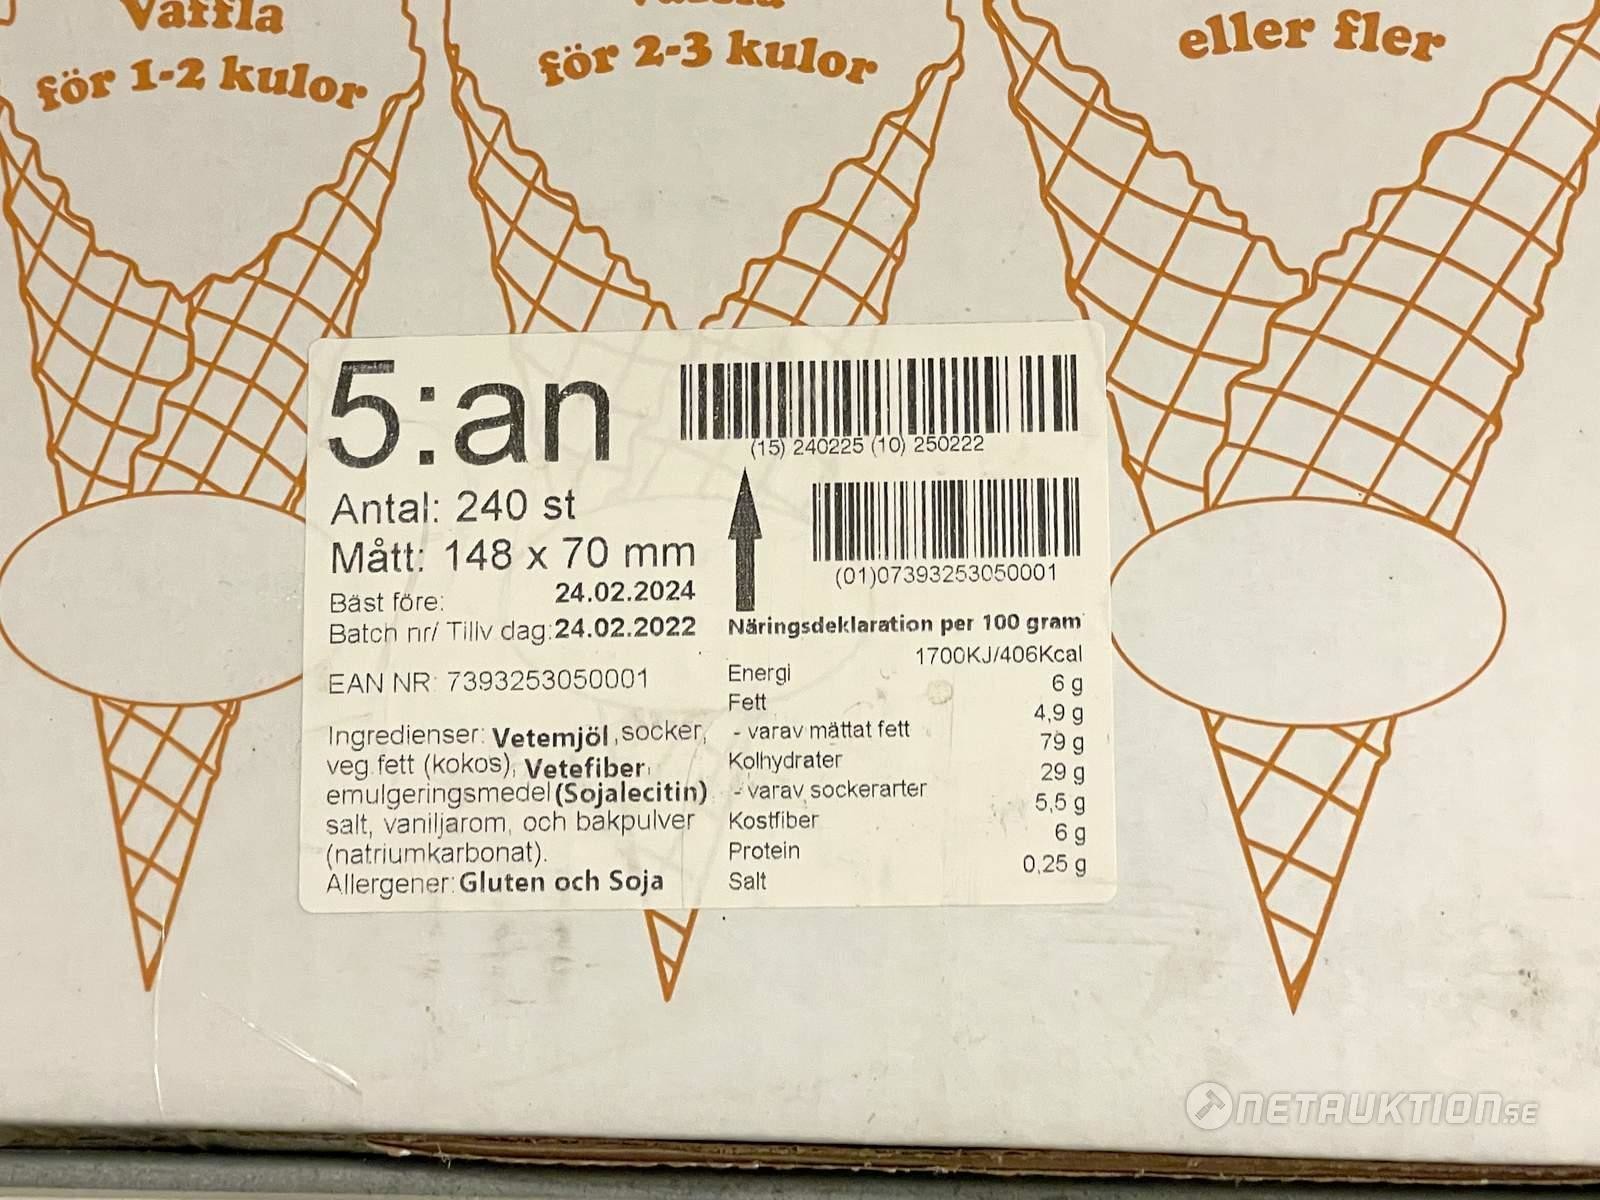 Våffla
för 1-2 kulor
för 2-3 kulor
eller fler
5:an
(15) 240225 (10) 250222
Antal: 240 st
Mått: 148 x 70 mm
(01)07393253050001
Bäst före: 24.02.2024
Batch nr/ Tillv dag: 24.02.2022
EAN NR: 7393253050001
Ingredienser: Vetemjöl, socker,
veg.fett (kokos), Vetefiber,
emulgeringsmedel (Sojalecitin)
salt, vaniljarom, och bakpulver
(natriumkarbonat).
Allergener: Gluten och Soja
Näringsdeklaration per 100 gram
Energi 1700KJ/406Kcal
Fett 6 g
- varav mättat fett 4,9 g
Kolhydrater 79 g
- varav sockerarter 29 g
Kostfiber 5,5 g
Protein 6 g
Salt 0,25 g
NETAUKTION.SE